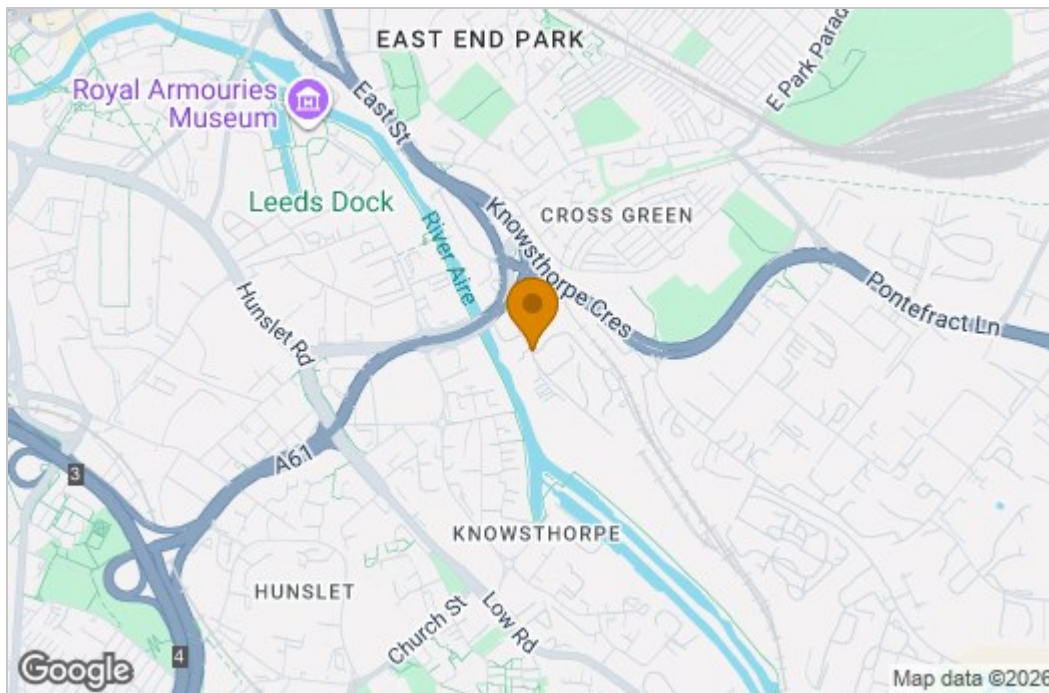 EAST END PARK
E Park Parad
Royal Armouries
Museum
East St
Leeds Dock
CROSS GREEN
River Aire
Knowsthorpe Cres
Pontefract Ln
Hunslet Rd
A61
3
KNOWSTHORPE
HUNSLET
Church St
Low Rd
4
Google
Map data ©2026